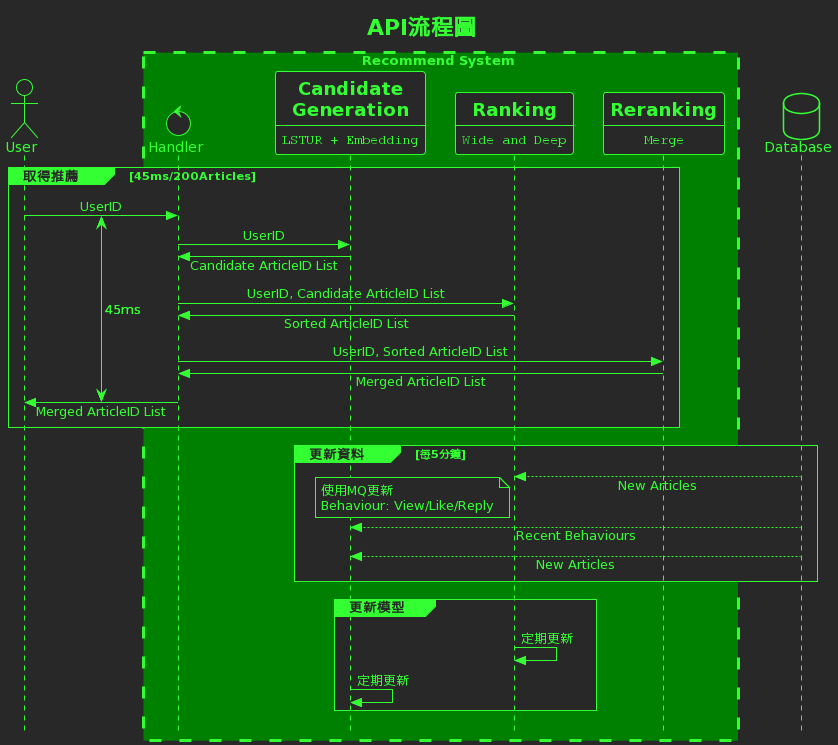 API流程圖
Recommend System
User
Handler
Candidate
Generation
LSTUR + Embedding
Ranking
Wide and Deep
Reranking
Merge
Database
取得推薦 [45ms/200Articles]
UserID
UserID
Candidate ArticleID List
UserID, Candidate ArticleID List
45ms
Sorted ArticleID List
UserID, Sorted ArticleID List
Merged ArticleID List
Merged ArticleID List
更新資料 [每5分鐘]
New Articles
使用MQ更新
Behaviour: View/Like/Reply
Recent Behaviours
New Articles
更新模型
定期更新
定期更新